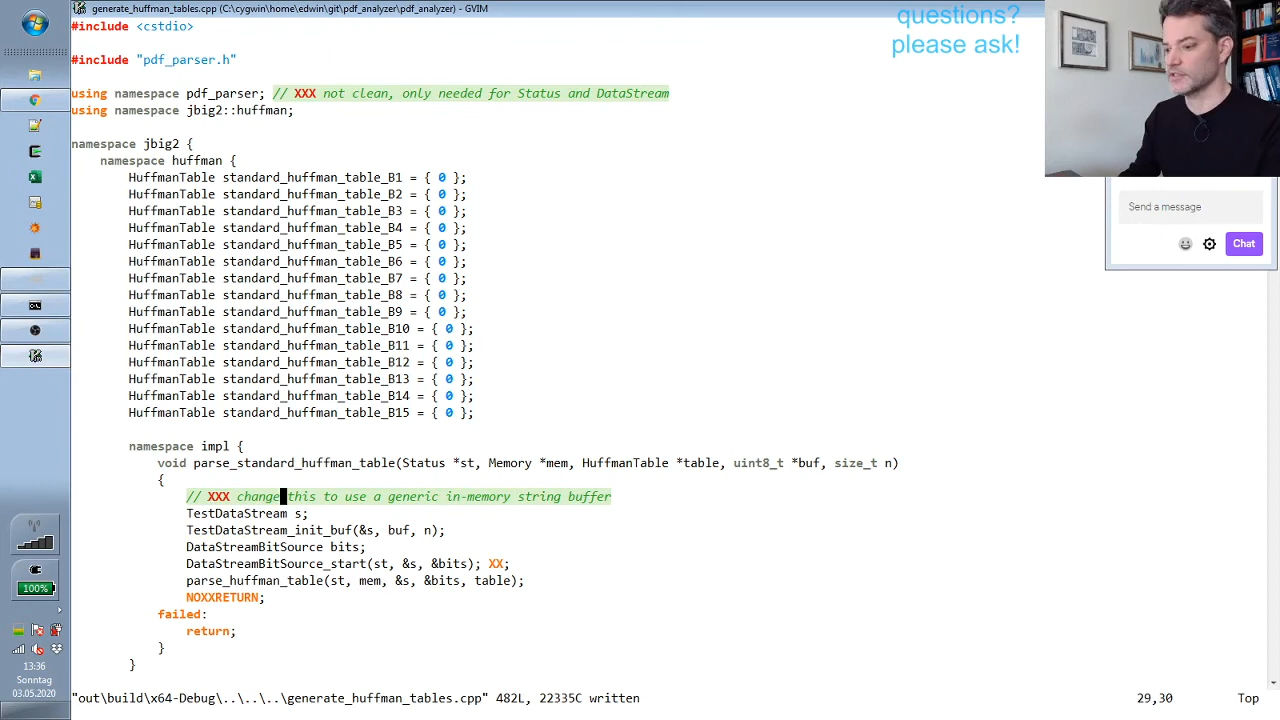 generate_huffman_tables.cpp (C:\cygwin\home\edwin\git\pdf_analyzer\pdf_analyzer) - GVIM
questions?
please ask!
#include <cstdio>
#include "pdf_parser.h"
using namespace pdf_parser; // XXX not clean, only needed for Status and DataStream
using namespace jbig2::huffman;
namespace jbig2 {
namespace huffman {
HuffmanTable standard_huffman_table_B1 = { 0 };
HuffmanTable standard_huffman_table_B2 = { 0 };
HuffmanTable standard_huffman_table_B3 = { 0 };
HuffmanTable standard_huffman_table_B4 = { 0 };
HuffmanTable standard_huffman_table_B5 = { 0 };
HuffmanTable standard_huffman_table_B6 = { 0 };
HuffmanTable standard_huffman_table_B7 = { 0 };
HuffmanTable standard_huffman_table_B8 = { 0 };
HuffmanTable standard_huffman_table_B9 = { 0 };
HuffmanTable standard_huffman_table_B10 = { 0 };
HuffmanTable standard_huffman_table_B11 = { 0 };
HuffmanTable standard_huffman_table_B12 = { 0 };
HuffmanTable standard_huffman_table_B13 = { 0 };
HuffmanTable standard_huffman_table_B14 = { 0 };
HuffmanTable standard_huffman_table_B15 = { 0 };
namespace impl {
void parse_standard_huffman_table(Status *st, Memory *mem, HuffmanTable *table, uint8_t *buf, size_t n)
{
// XXX change this to use a generic in-memory string buffer
TestDataStream s;
TestDataStream_init_buf(&s, buf, n);
DataStreamBitSource bits;
DataStreamBitSource_start(st, &s, &bits); XX;
parse_huffman_table(st, mem, &s, &bits, table);
NOXXRETURN;
failed:
return;
}
}
"out\build\x64-Debug\..\..\..\generate_huffman_tables.cpp" 482L, 22335C written
29,30
Top
Send a message
Chat
100%
13:36
Sonntag
03.05.2020